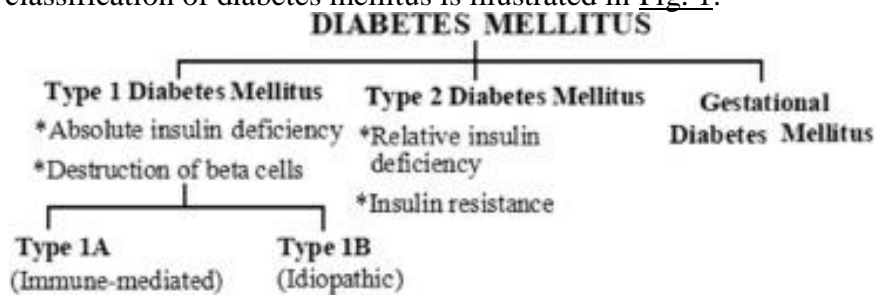 classification of diabetes mellitus is illustrated in Fig. 1.
DIABETES MELLITUS
Type 1 Diabetes Mellitus
*Absolute insulin deficiency
*Destruction of beta cells
Type 1A
(Immune-mediated)
Type 1B
(Idiopathic)
Type 2 Diabetes Mellitus
*Relative insulin
deficiency
*Insulin resistance
Gestational
Diabetes Mellitus